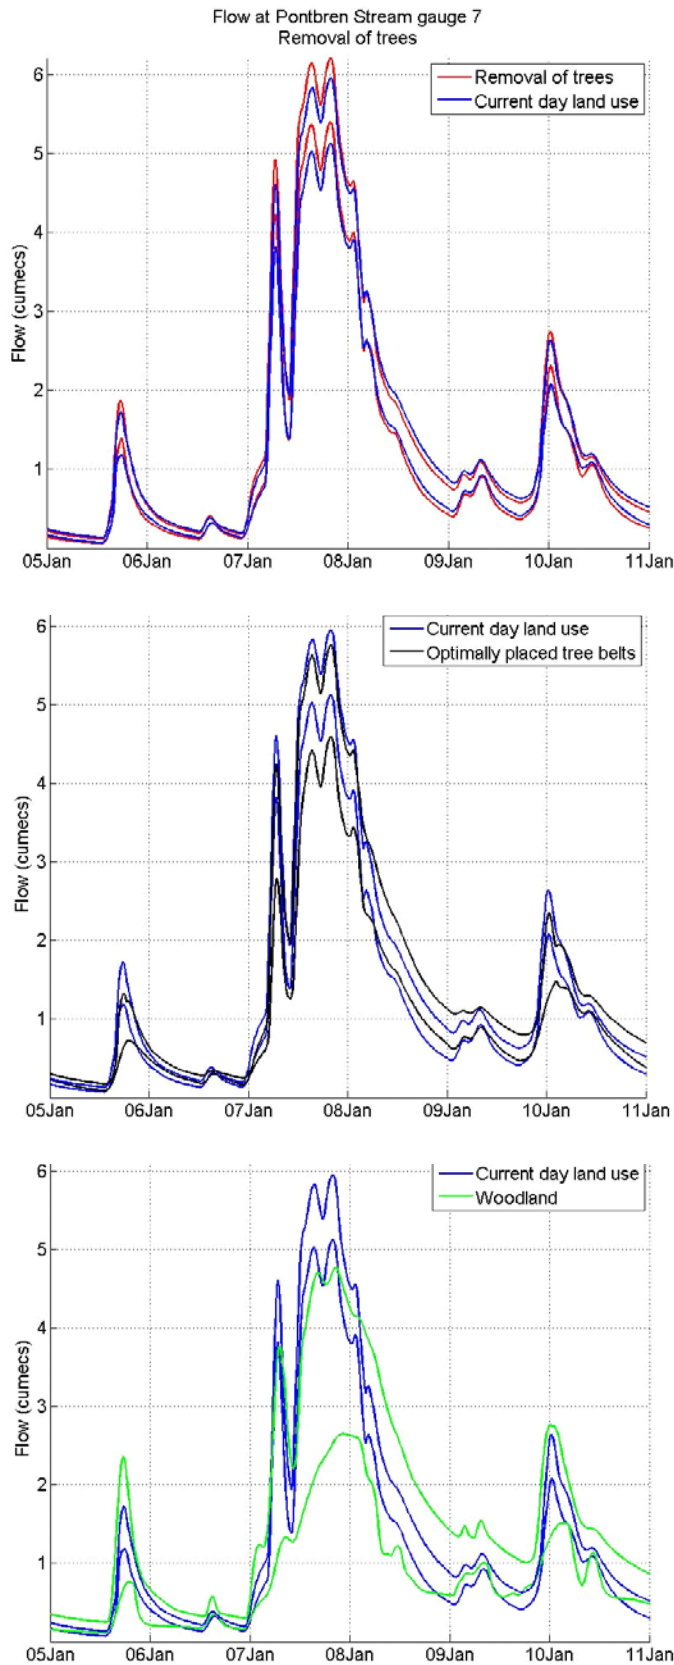 Flow at Pontbren Stream gauge 7
Removal of trees
Removal of trees
Current day land use
Flow (cumecs)
6
5
4
3
2
1
05Jan 06Jan 07Jan 08Jan 09Jan 10Jan 11Jan
Current day land use
Optimally placed tree belts
Flow (cumecs)
6
5
4
3
2
1
05Jan 06Jan 07Jan 08Jan 09Jan 10Jan 11Jan
Current day land use
Woodland
Flow (cumecs)
6
5
4
3
2
1
05Jan 06Jan 07Jan 08Jan 09Jan 10Jan 11Jan